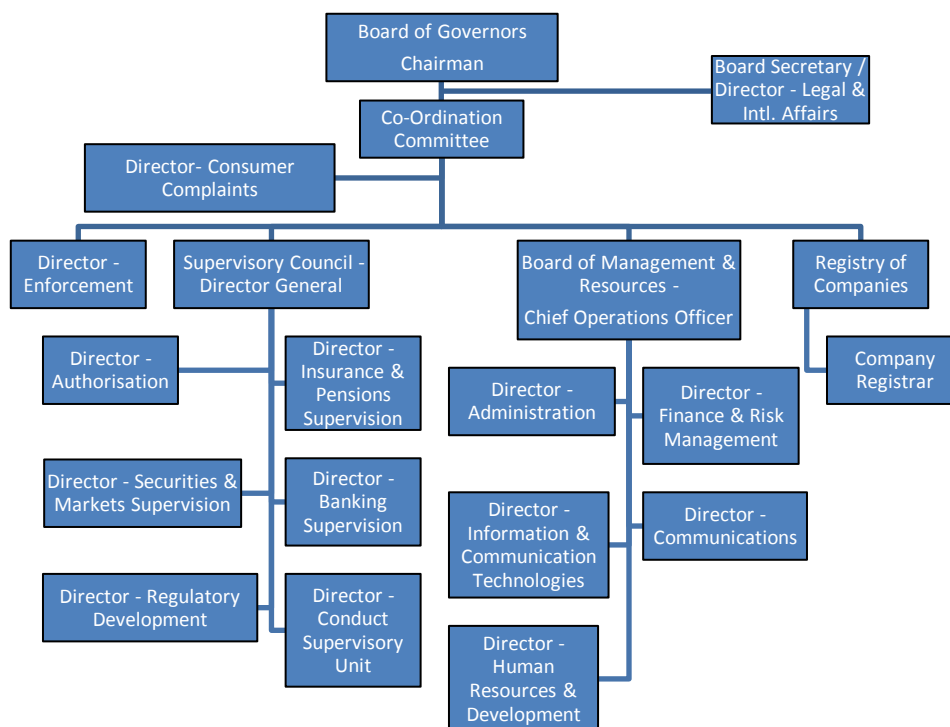 Board of Governors
Chairman
Board Secretary /
Director - Legal &
Intl. Affairs
Co-Ordination
Committee
Director- Consumer
Complaints
Director -
Enforcement
Supervisory Council -
Director General
Board of Management &
Resources -
Chief Operations Officer
Registry of
Companies
Director -
Authorisation
Director -
Insurance &
Pensions
Supervision
Director -
Administration
Director -
Finance & Risk
Management
Company
Registrar
Director - Securities &
Markets Supervision
Director -
Banking
Supervision
Director -
Information &
Communication
Technologies
Director -
Communications
Director - Regulatory
Development
Director -
Conduct
Supervisory
Unit
Director -
Human
Resources &
Development